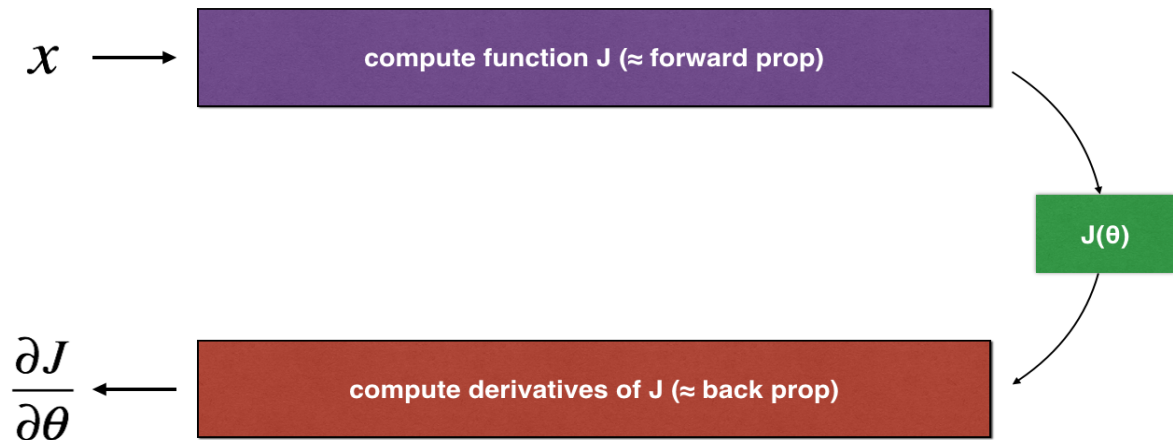 x
compute function J (≈ forward prop)
J(θ)
∂J
∂θ
compute derivatives of J (≈ back prop)